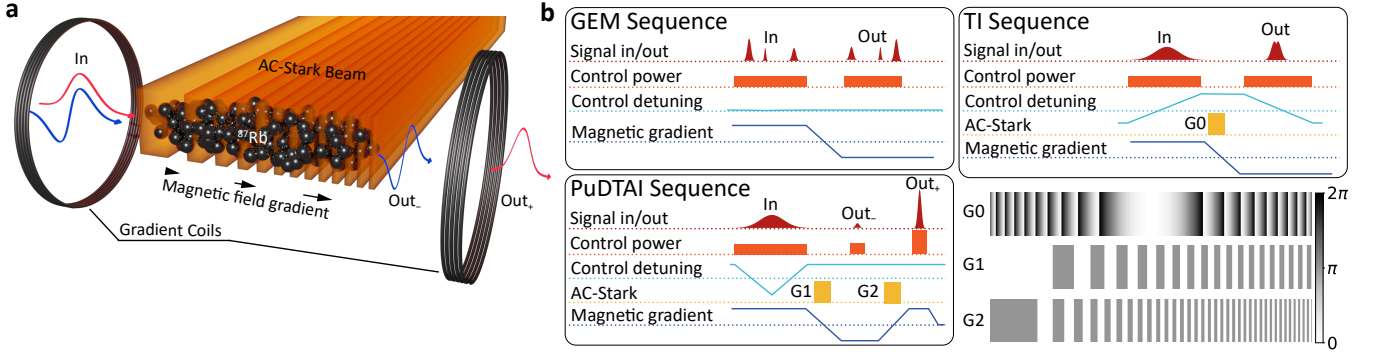 a
In
AC-Stark Beam
⁸⁷Rb
Magnetic field gradient
Out₋
Out₊
Gradient Coils
b
GEM Sequence
In
Out
Signal in/out
Control power
Control detuning
Magnetic gradient
TI Sequence
In
Out
Signal in/out
Control power
Control detuning
AC-Stark
G0
Magnetic gradient
PuDTAI Sequence
In
Out₋
Out₊
Signal in/out
Control power
Control detuning
AC-Stark
G1
G2
Magnetic gradient
G0
G1
G2
2π
π
0